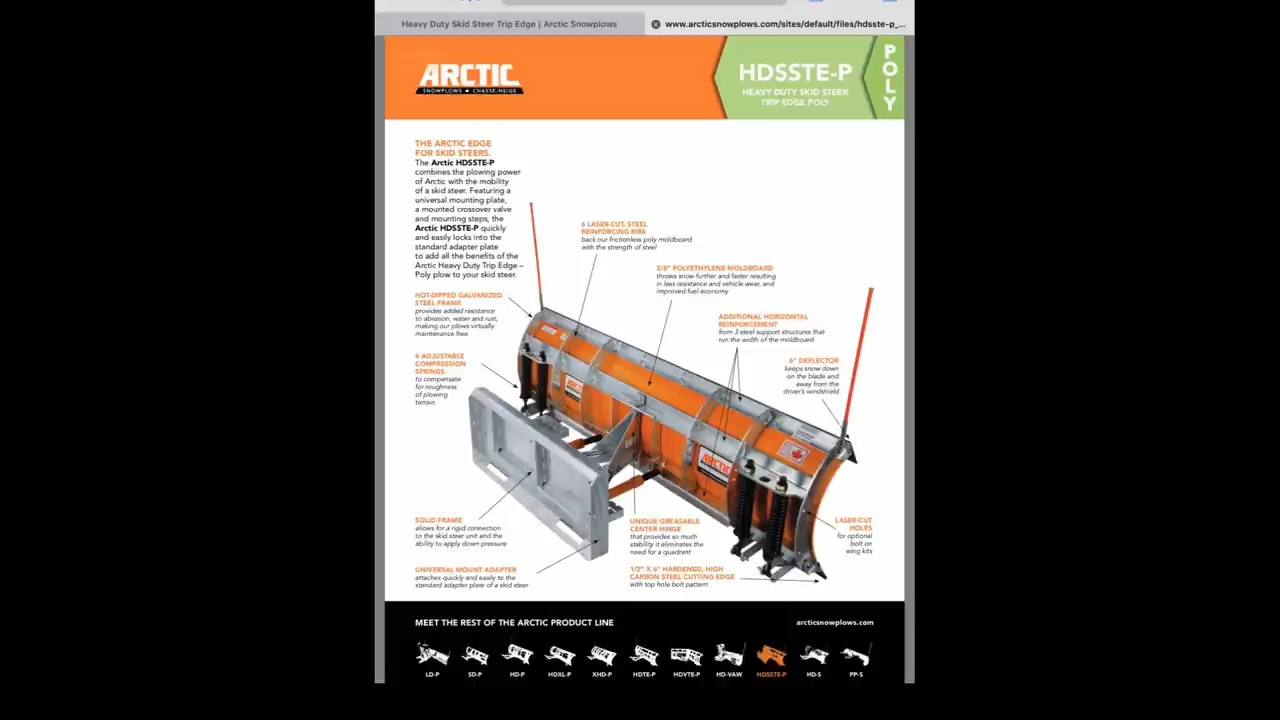 Heavy Duty Skid Steer Trip Edge | Arctic Snowplows
www.arcticsnowplows.com/sites/default/files/hdsste-p_...
ARCTIC
SNOWPLOWS • CHASSE-NEIGE
HDSSTE-P
HEAVY DUTY SKID STEER
TRIP EDGE POLY
POLY
THE ARCTIC EDGE
FOR SKID STEERS.
The Arctic HDSSTE-P
combines the plowing power
of Arctic with the mobility
of a skid steer. Featuring a
universal mounting plate,
a mounted crossover valve
and mounting steps, the
Arctic HDSSTE-P quickly
and easily locks into the
standard adapter plate
to add all the benefits of the
Arctic Heavy Duty Trip Edge –
Poly plow to your skid steer.
6 LASER-CUT, STEEL
REINFORCING RIBS
back our frictionless poly moldboard
with the strength of steel
3/8" POLYETHYLENE MOLDBOARD
throws snow further and faster resulting
in less resistance and vehicle wear, and
improved fuel economy
HOT-DIPPED GALVANIZED
STEEL FRAME
provides added resistance
to abrasion, water and rust,
making our plows virtually
maintenance free
ADDITIONAL HORIZONTAL
REINFORCEMENT
from 3 steel support structures that
run the width of the moldboard
4 ADJUSTABLE
COMPRESSION
SPRINGS
to compensate
for roughness
of plowing
terrain
6" DEFLECTOR
keeps snow down
on the blade and
away from the
driver's windshield
ARCTIC
ARCTIC
SOLID FRAME
allows for a rigid connection
to the skid steer unit and the
ability to apply down pressure
UNIQUE GREASABLE
CENTER HINGE
that provides so much
stability it eliminates the
need for a quadrant
LASER-CUT
HOLES
for optional
bolt on
wing kits
UNIVERSAL MOUNT ADAPTER
attaches quickly and easily to the
standard adapter plate of a skid steer
1/2" X 6" HARDENED, HIGH
CARBON STEEL CUTTING EDGE
with top hole bolt pattern
MEET THE REST OF THE ARCTIC PRODUCT LINE
arcticsnowplows.com
LD-P SD-P HD-P HDXL-P XHD-P HDTE-P HDVTE-P HD-VAW HDSSTE-P HD-S PP-S